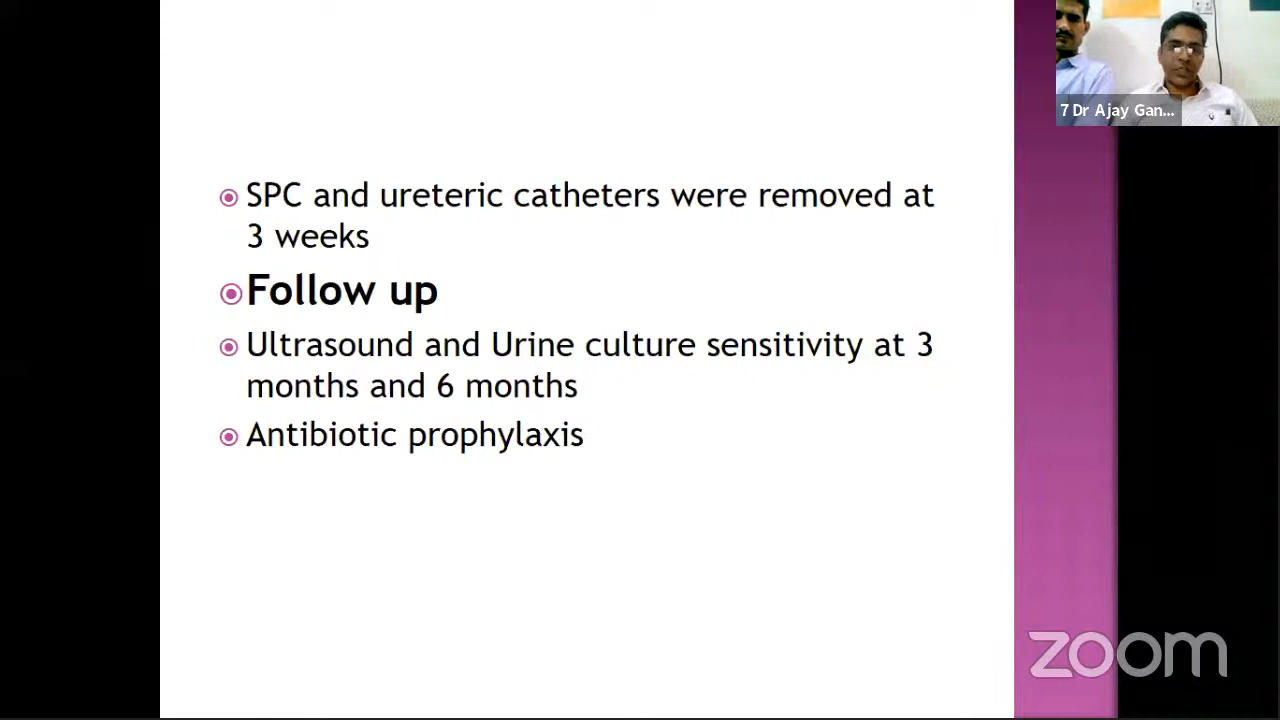 7 Dr Ajay Gan...
SPC and ureteric catheters were removed at
3 weeks
Follow up
Ultrasound and Urine culture sensitivity at 3
months and 6 months
Antibiotic prophylaxis
zoom